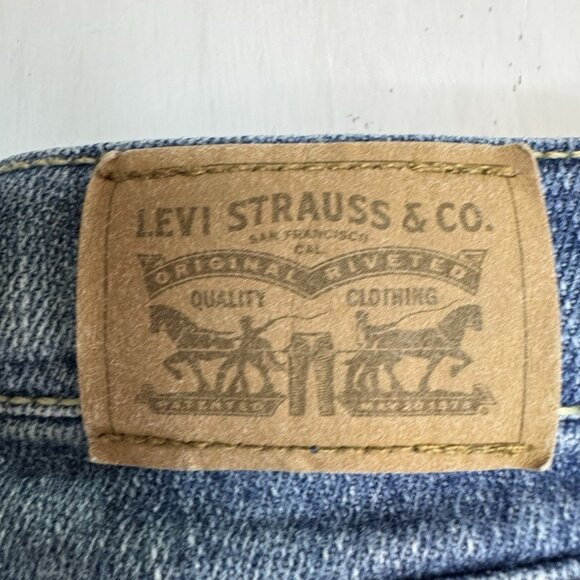 LEVI STRAUSS & CO.
SAN FRANCISCO
CAL
ORIGINAL RIVETED
QUALITY CLOTHING
PATENTED MAY 20 1873